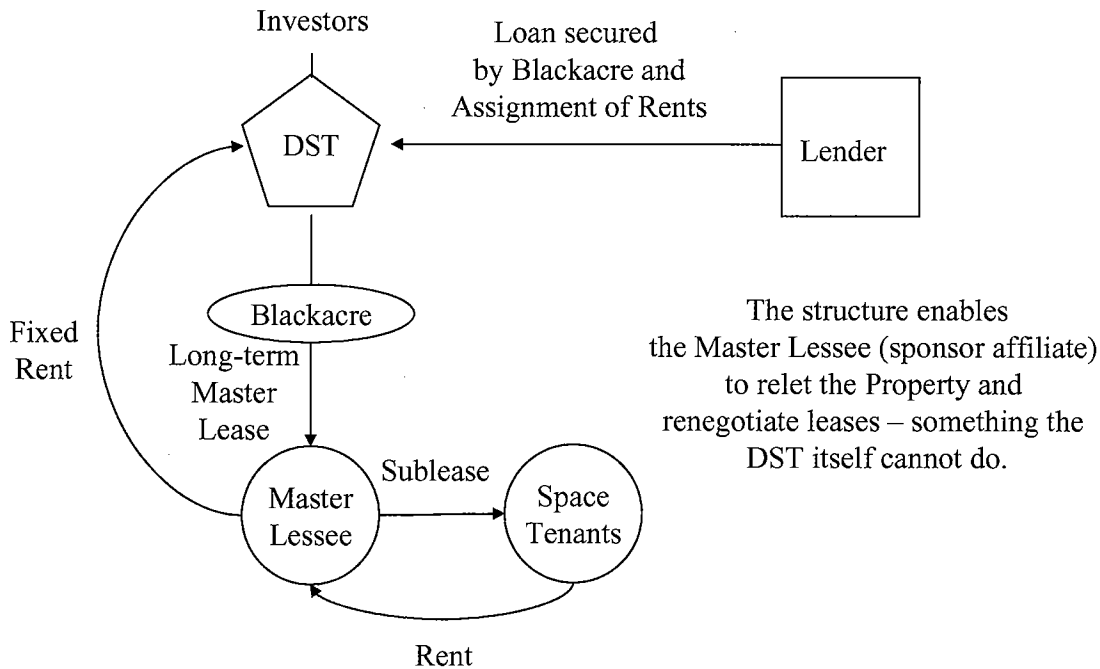 Investors
Loan secured
by Blackacre and
Assignment of Rents
DST
Lender
Blackacre
Fixed
Rent
Long-term
Master
Lease
The structure enables
the Master Lessee (sponsor affiliate)
to relet the Property and
renegotiate leases – something the
DST itself cannot do.
Master
Lessee
Sublease
Space
Tenants
Rent